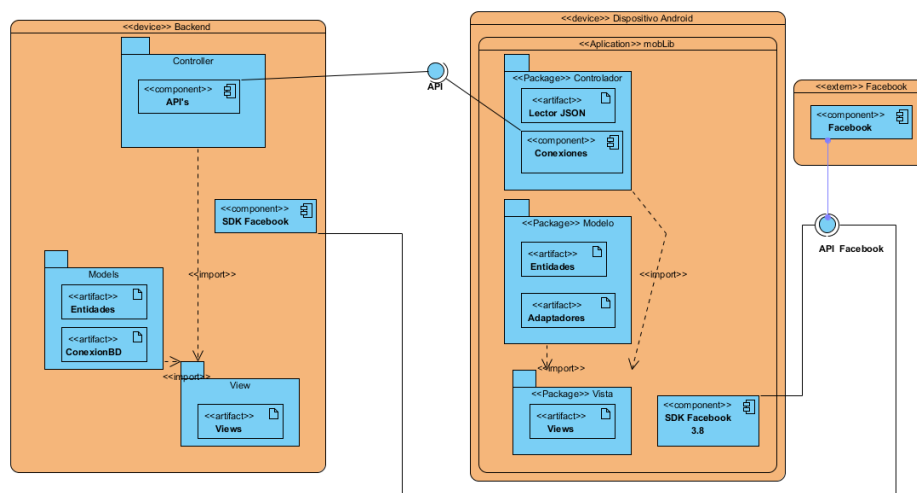 <<device>> Backend
Controller
<<component>>
API's
<<component>>
SDK Facebook
<<import>>
Models
<<artifact>>
Entidades
<<artifact>>
ConexionBD
<<import>>
View
<<artifact>>
Views
API
<<device>> Dispositivo Android
<<Aplication>> mobLib
<<Package>> Controlador
<<artifact>>
Lector JSON
<<component>>
Conexiones
<<Package>> Modelo
<<artifact>>
Entidades
<<import>>
<<artifact>>
Adaptadores
<<import>>
<<Package>> Vista
<<artifact>>
Views
<<component>>
SDK Facebook
3.8
<<extern>> Facebook
<<component>>
Facebook
API Facebook